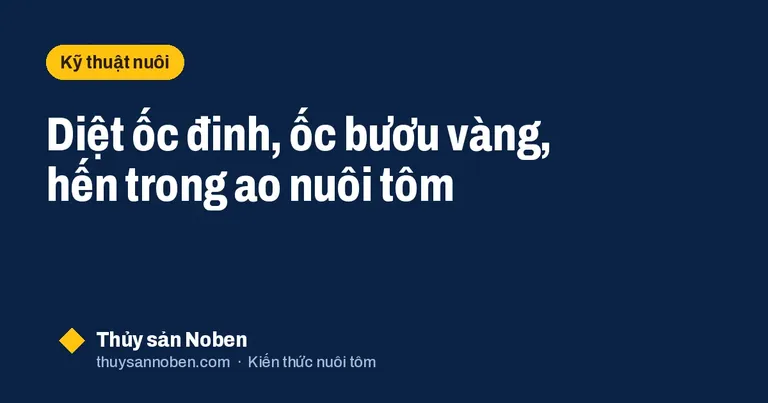 Kỹ thuật nuôi
Diệt ốc đinh, ốc bươu vàng,
hến trong ao nuôi tôm
Thủy sản Noben
thuysannoben.com · Kiến thức nuôi tôm